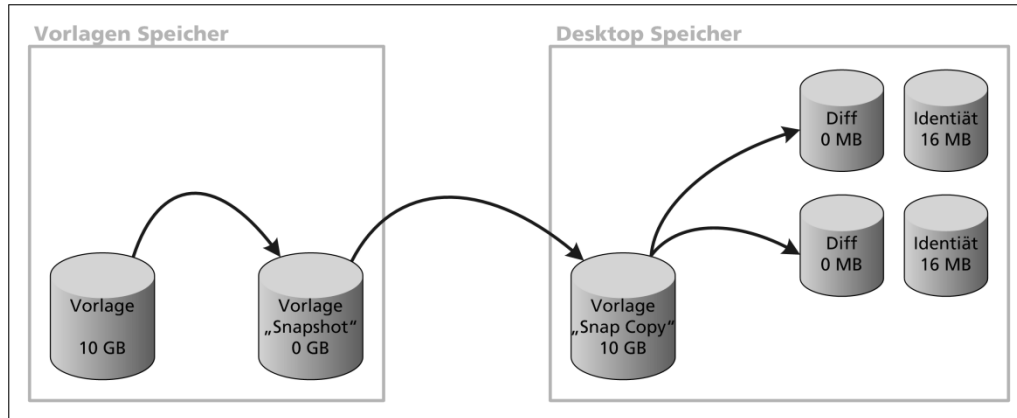 Vorlagen Speicher
Desktop Speicher
Diff
0 MB
Identiät
16 MB
Diff
0 MB
Identiät
16 MB
Vorlage
10 GB
Vorlage
„Snapshot“
0 GB
Vorlage
„Snap Copy“
10 GB